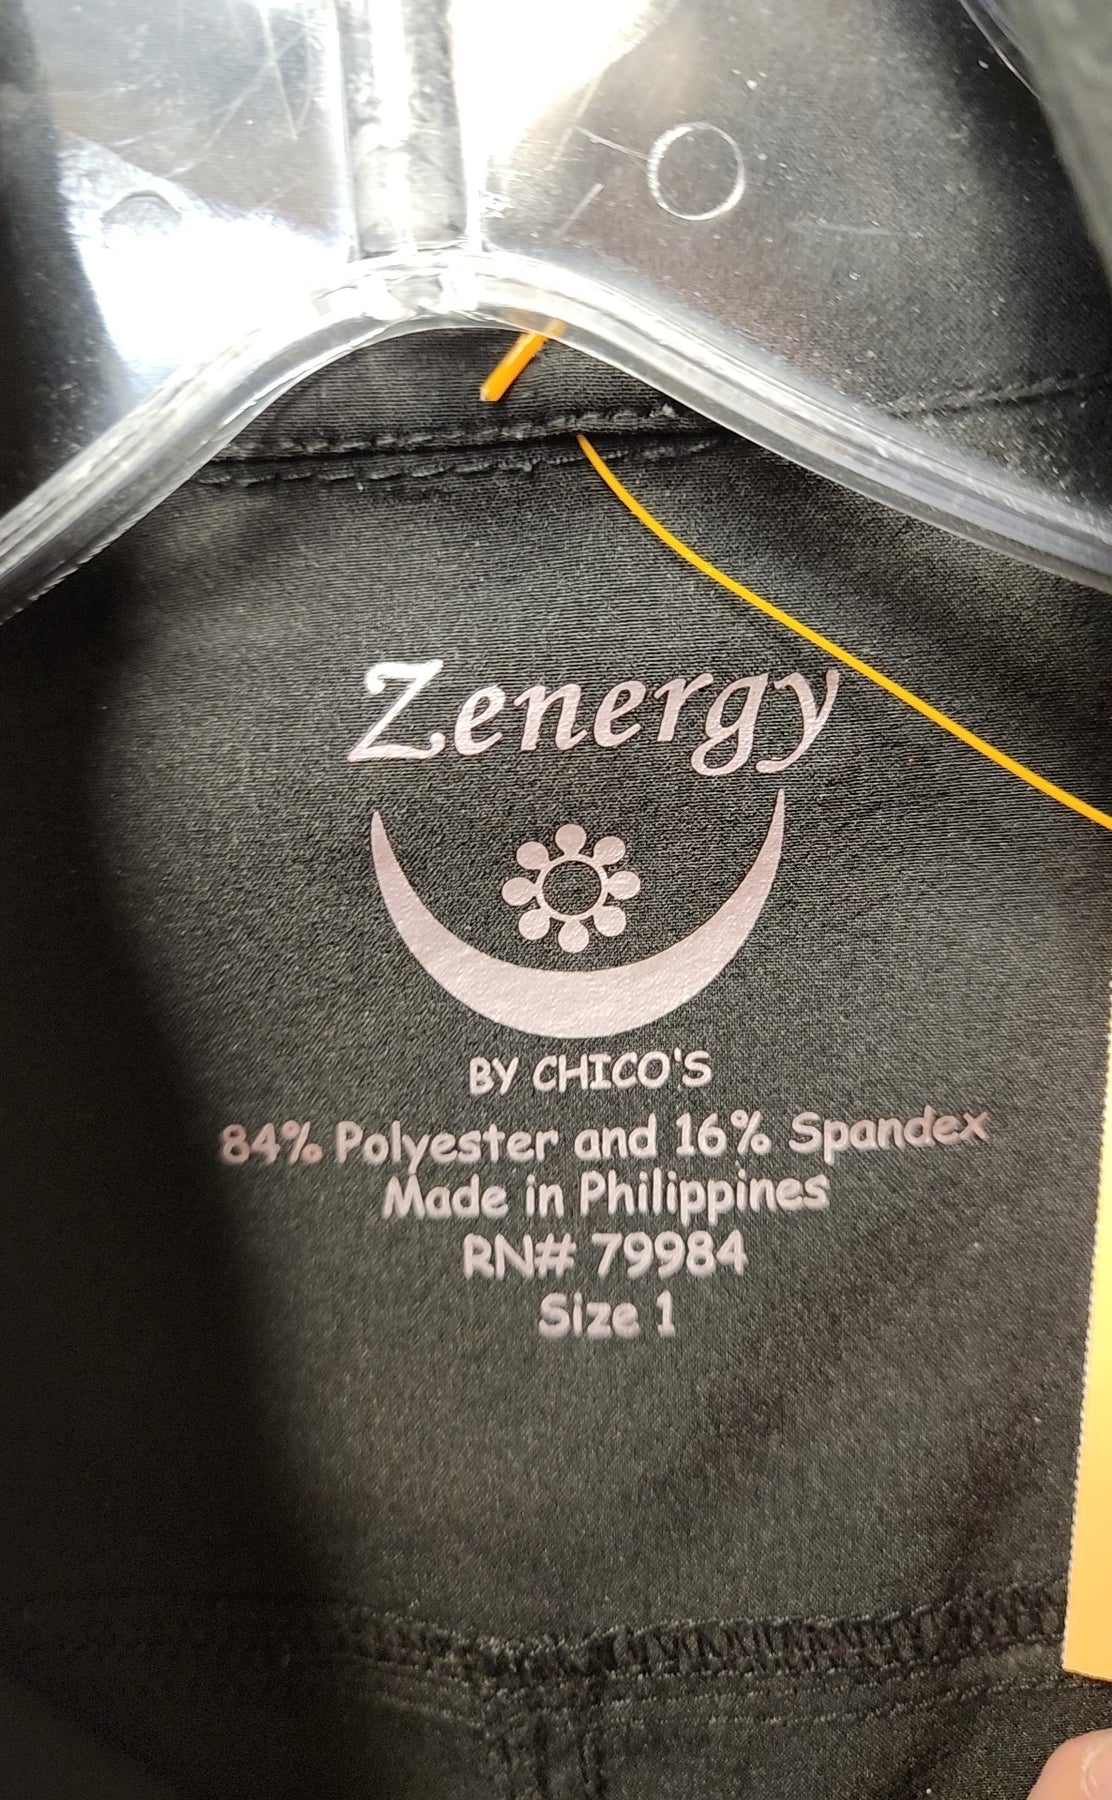 Zenergy
BY CHICO'S
84% Polyester and 16% Spandex
Made in Philippines
RN# 79984
Size 1